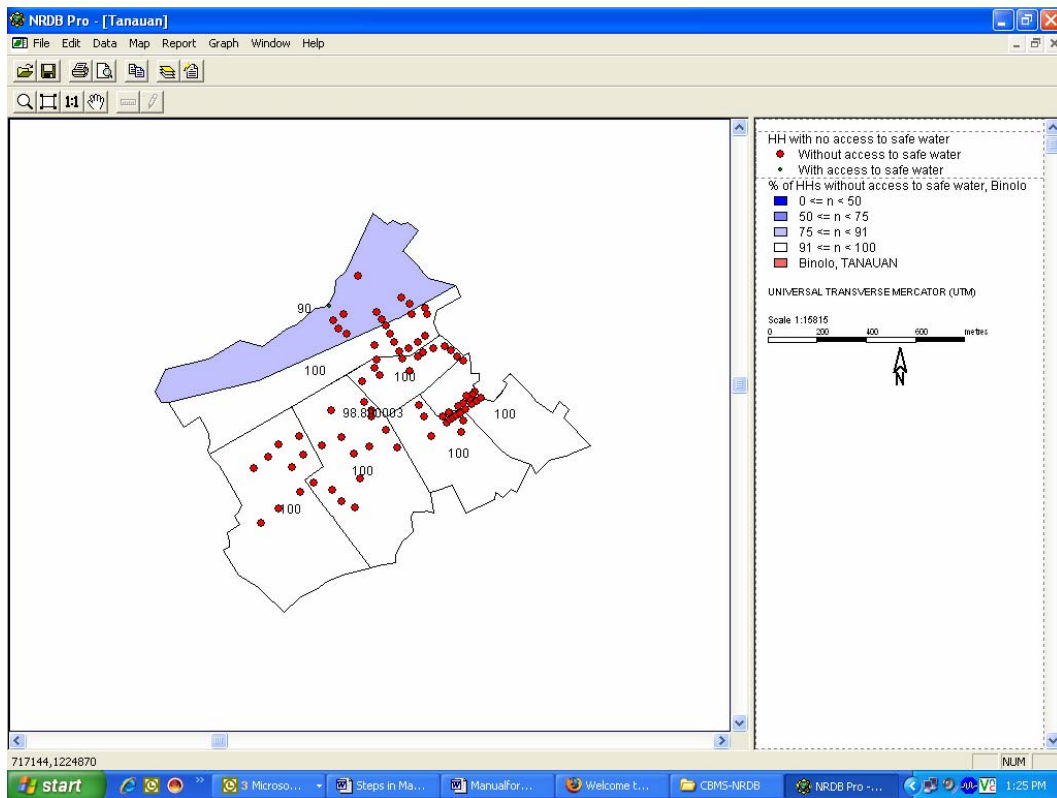 NRDB Pro - [Tanauan]
File Edit Data Map Report Graph Window Help
1:1
HH with no access to safe water
Without access to safe water
With access to safe water
% of HHs without access to safe water, Binolo
0 <= n < 50
50 <= n < 75
75 <= n < 91
91 <= n < 100
Binolo, TANAUAN
UNIVERSAL TRANSVERSE MERCATOR (UTM)
Scale 1:15815
0 200 400 600 metres
N
90
100
100
100
100
100
100
717144,1224870
NUM
start
3 Microso...
Steps in Ma...
Manualfor...
Welcome t...
CBMS-NRDB
NRDB Pro -...
1:25 PM